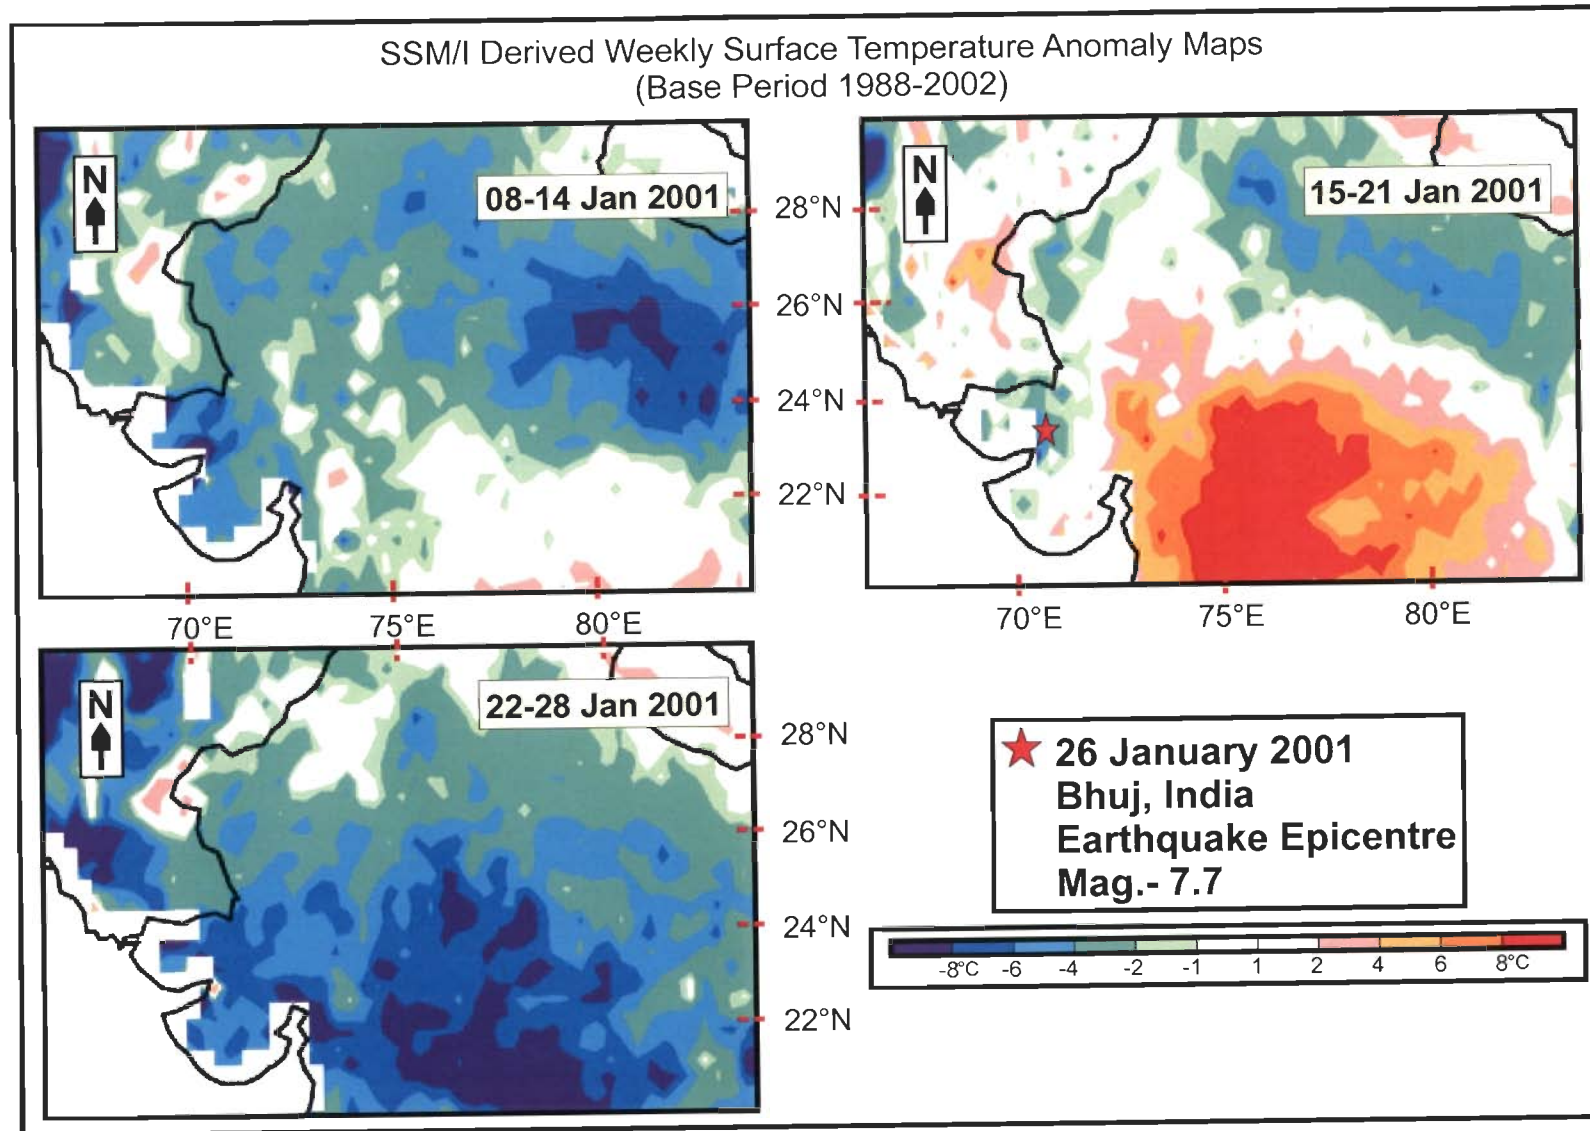 SSM/I Derived Weekly Surface Temperature Anomaly Maps
(Base Period 1988-2002)
N
08-14 Jan 2001
N
15-21 Jan 2001
28°N
26°N
24°N
22°N
70°E 75°E 80°E
70°E 75°E 80°E
N
22-28 Jan 2001
28°N
26°N
24°N
22°N
26 January 2001
Bhuj, India
Earthquake Epicentre
Mag.- 7.7
-8°C -6 -4 -2 -1 1 2 4 6 8°C